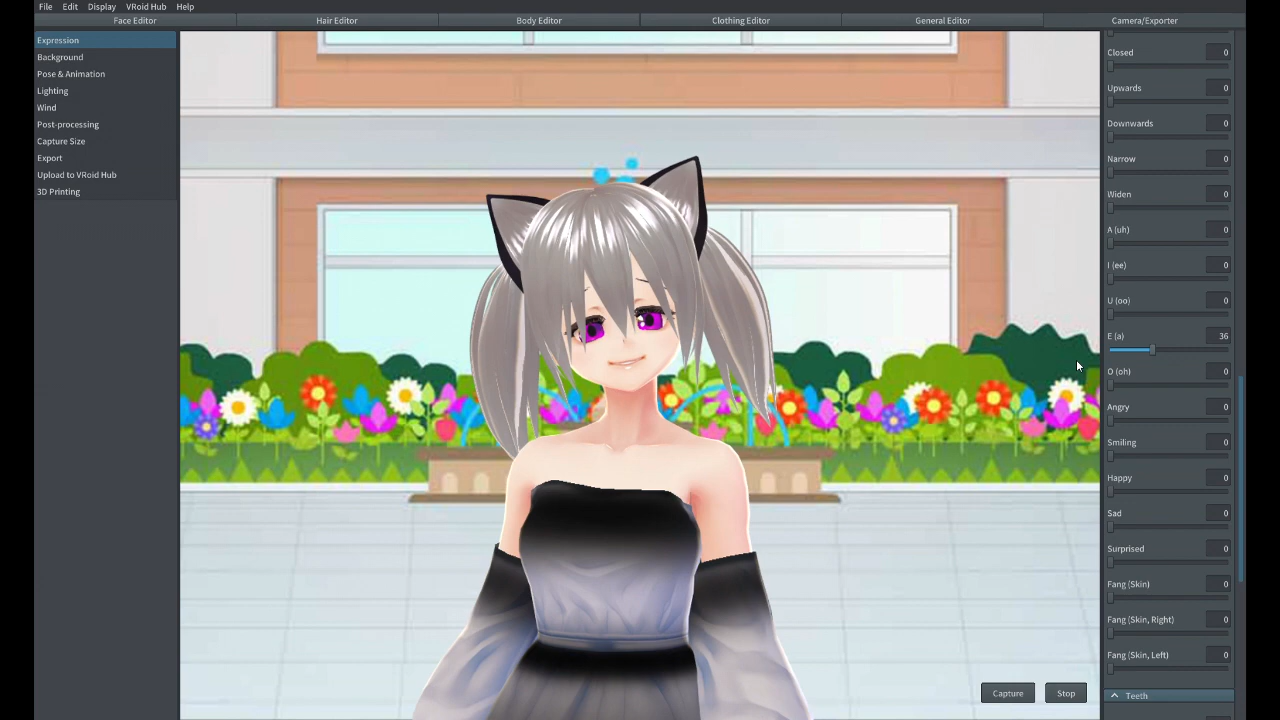 File Edit Display VRoid Hub Help
Face Editor Hair Editor Body Editor Clothing Editor General Editor Camera/Exporter
Expression
Background
Pose & Animation
Lighting
Wind
Post-processing
Capture Size
Export
Upload to VRoid Hub
3D Printing
Closed 0
Upwards 0
Downwards 0
Narrow 0
Widen 0
A (uh) 0
I (ee) 0
U (oo) 0
E (a) 36
O (oh) 0
Angry 0
Smiling 0
Happy 0
Sad 0
Surprised 0
Fang (Skin) 0
Fang (Skin, Right) 0
Fang (Skin, Left) 0
Teeth
Capture Stop